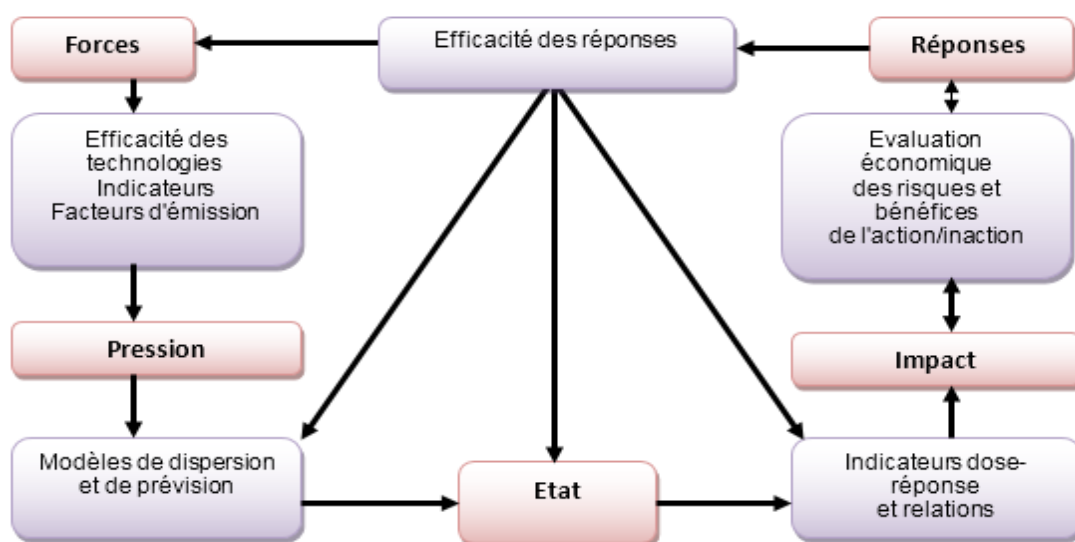 Forces
Efficacité des réponses
Réponses
Efficacité des
technologies
Indicateurs
Facteurs d'émission
Evaluation
économique
des risques et
bénéfices
de l'action/inaction
Pression
Impact
Modèles de dispersion
et de prévision
Etat
Indicateurs dose-
réponse
et relations